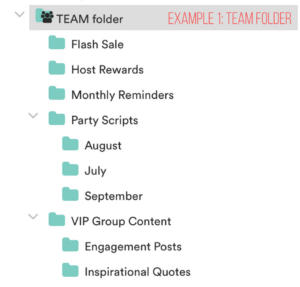 TEAM folder EXAMPLE 1: TEAM FOLDER
Flash Sale
Host Rewards
Monthly Reminders
Party Scripts
August
July
September
VIP Group Content
Engagement Posts
Inspirational Quotes